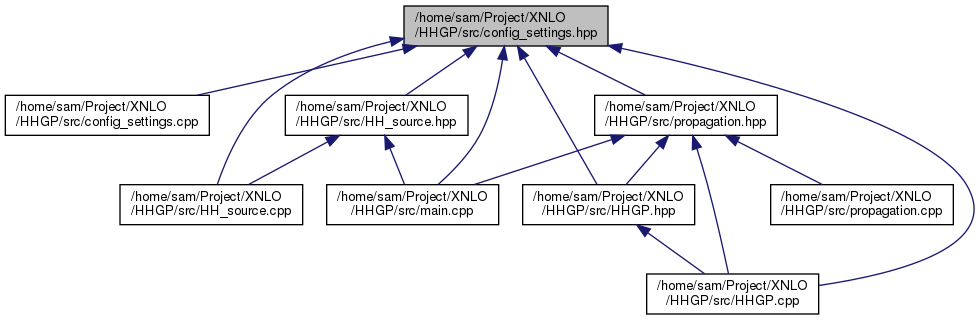 /home/sam/Project/XNLO
/HHGP/src/config_settings.hpp
/home/sam/Project/XNLO
/HHGP/src/config_settings.cpp
/home/sam/Project/XNLO
/HHGP/src/HH_source.hpp
/home/sam/Project/XNLO
/HHGP/src/propagation.hpp
/home/sam/Project/XNLO
/HHGP/src/HH_source.cpp
/home/sam/Project/XNLO
/HHGP/src/main.cpp
/home/sam/Project/XNLO
/HHGP/src/HHGP.hpp
/home/sam/Project/XNLO
/HHGP/src/propagation.cpp
/home/sam/Project/XNLO
/HHGP/src/HHGP.cpp